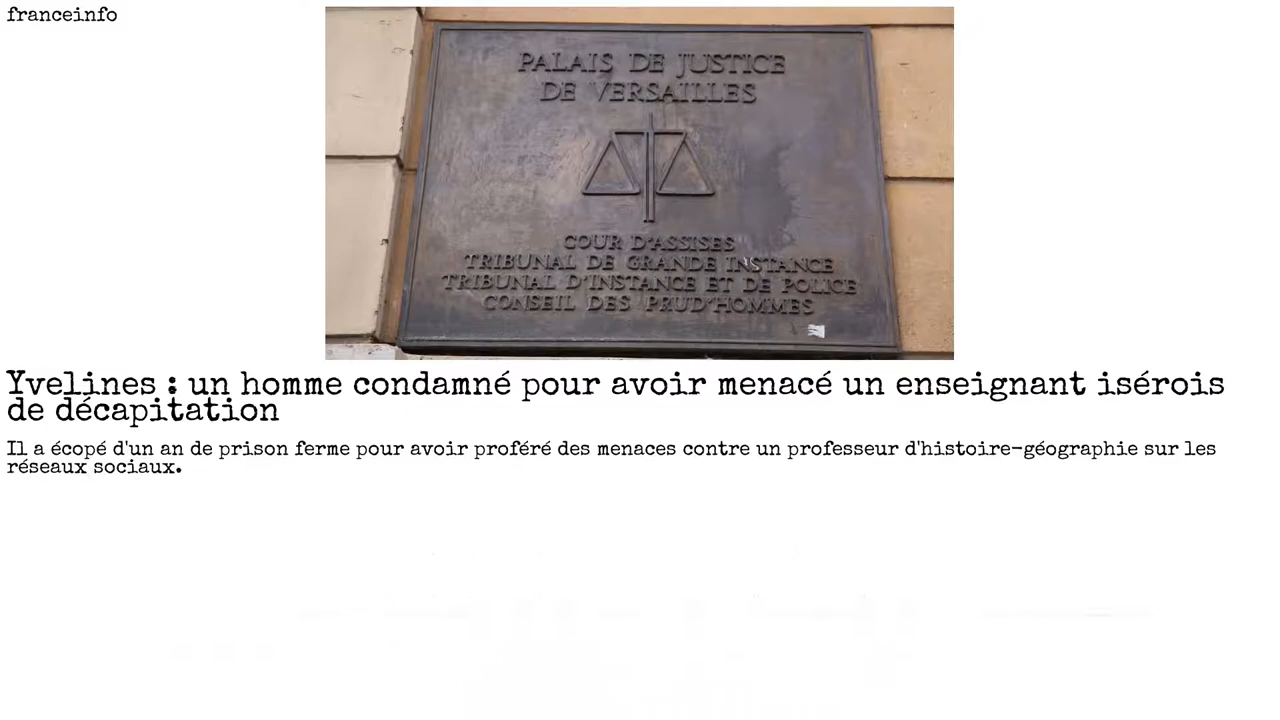 franceinfo
PALAIS DE JUSTICE
DE VERSAILLES
COUR D'ASSISES
TRIBUNAL DE GRANDE INSTANCE
TRIBUNAL D'INSTANCE ET DE POLICE
CONSEIL DES PRUD'HOMMES
Yvelines : un homme condamné pour avoir menacé un enseignant isérois
de décapitation
Il a écopé d'un an de prison ferme pour avoir proféré des menaces contre un professeur d'histoire-géographie sur les
réseaux sociaux.